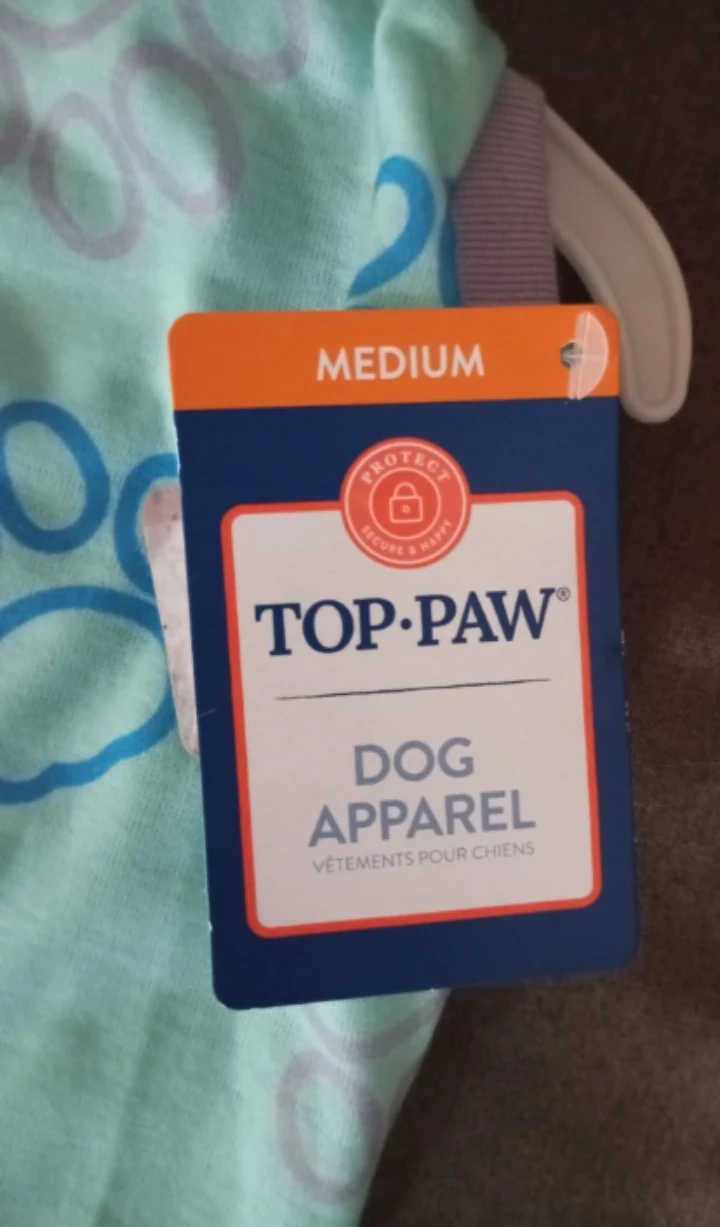 MEDIUM
PROTECT
SECURE & HAPPY
TOP·PAW®
DOG
APPAREL
VÊTEMENTS POUR CHIENS